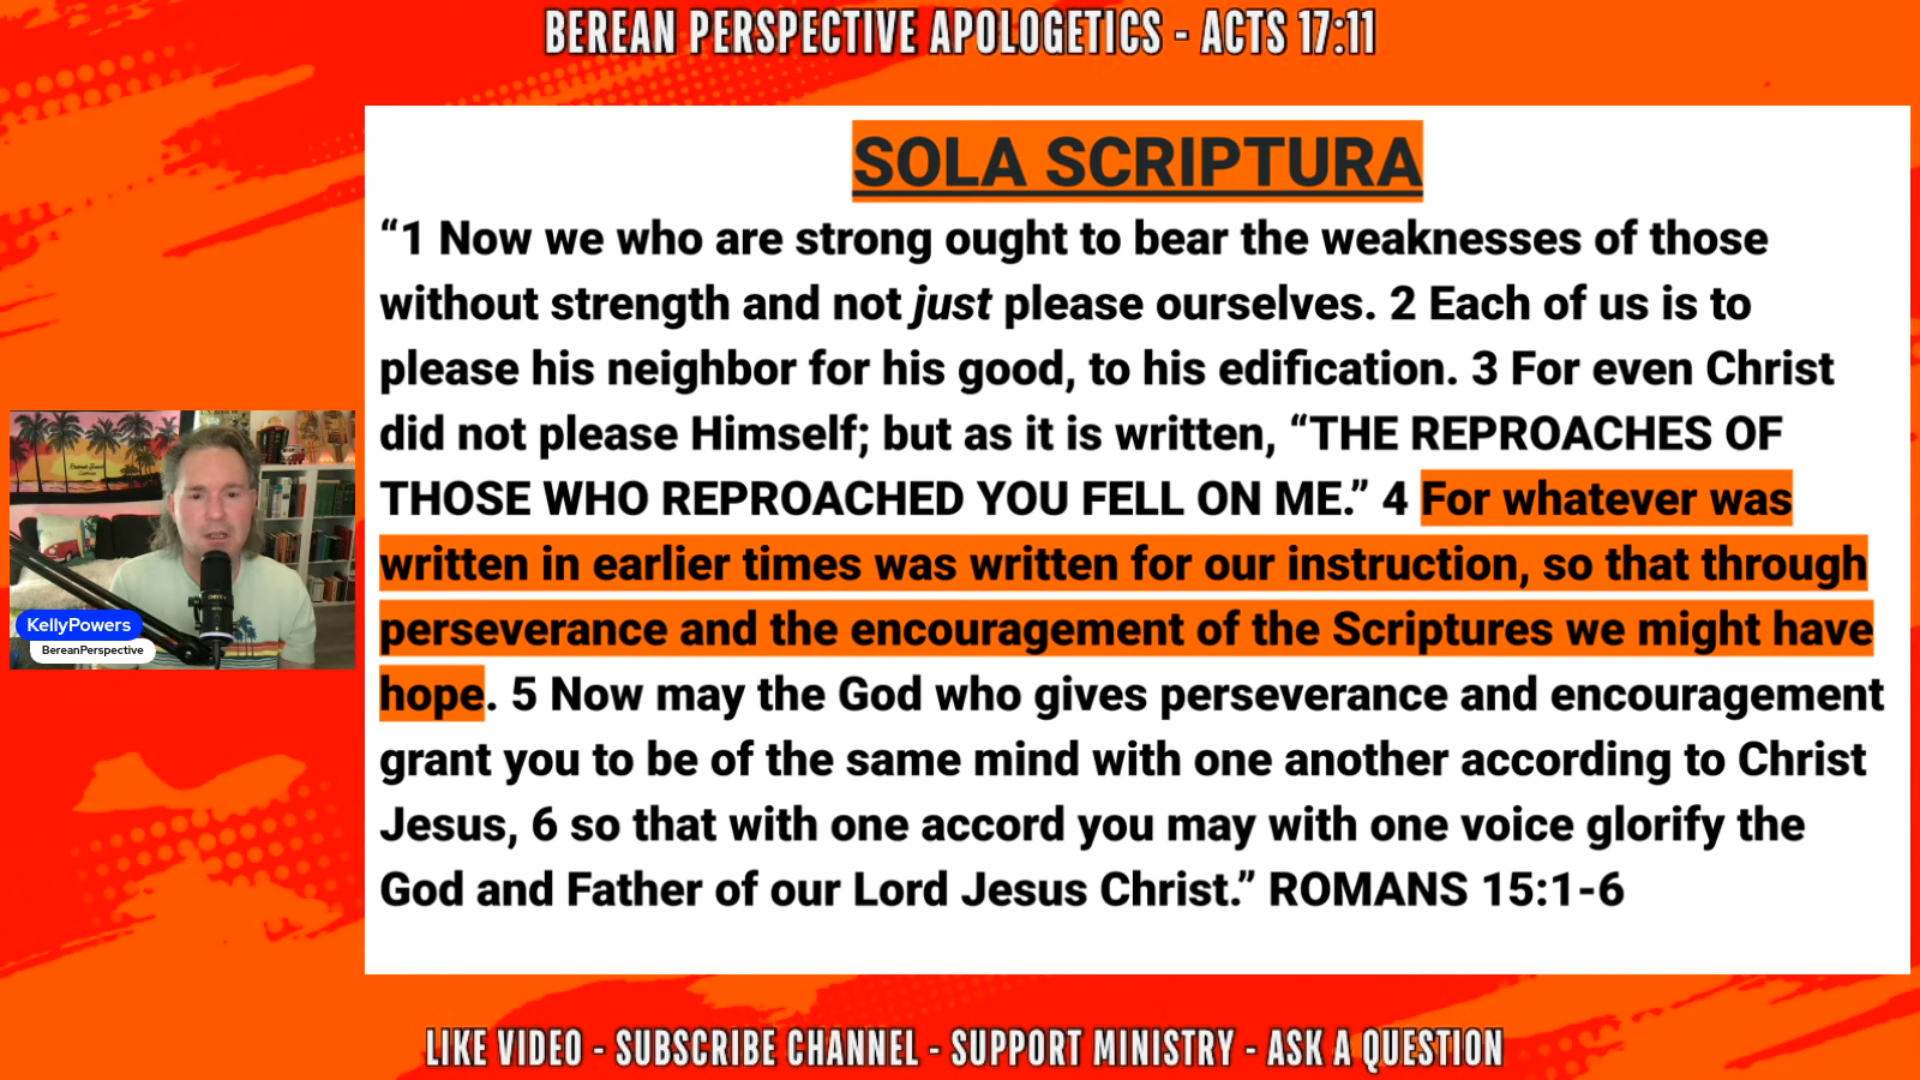 BEREAN PERSPECTIVE APOLOGETICS - ACTS 17:11
SOLA SCRIPTURA
“1 Now we who are strong ought to bear the weaknesses of those
without strength and not just please ourselves. 2 Each of us is to
please his neighbor for his good, to his edification. 3 For even Christ
did not please Himself; but as it is written, “THE REPROACHES OF
THOSE WHO REPROACHED YOU FELL ON ME.” 4 For whatever was
written in earlier times was written for our instruction, so that through
perseverance and the encouragement of the Scriptures we might have
hope. 5 Now may the God who gives perseverance and encouragement
grant you to be of the same mind with one another according to Christ
Jesus, 6 so that with one accord you may with one voice glorify the
God and Father of our Lord Jesus Christ.” ROMANS 15:1-6
KellyPowers
BereanPerspective
LIKE VIDEO - SUBSCRIBE CHANNEL - SUPPORT MINISTRY - ASK A QUESTION